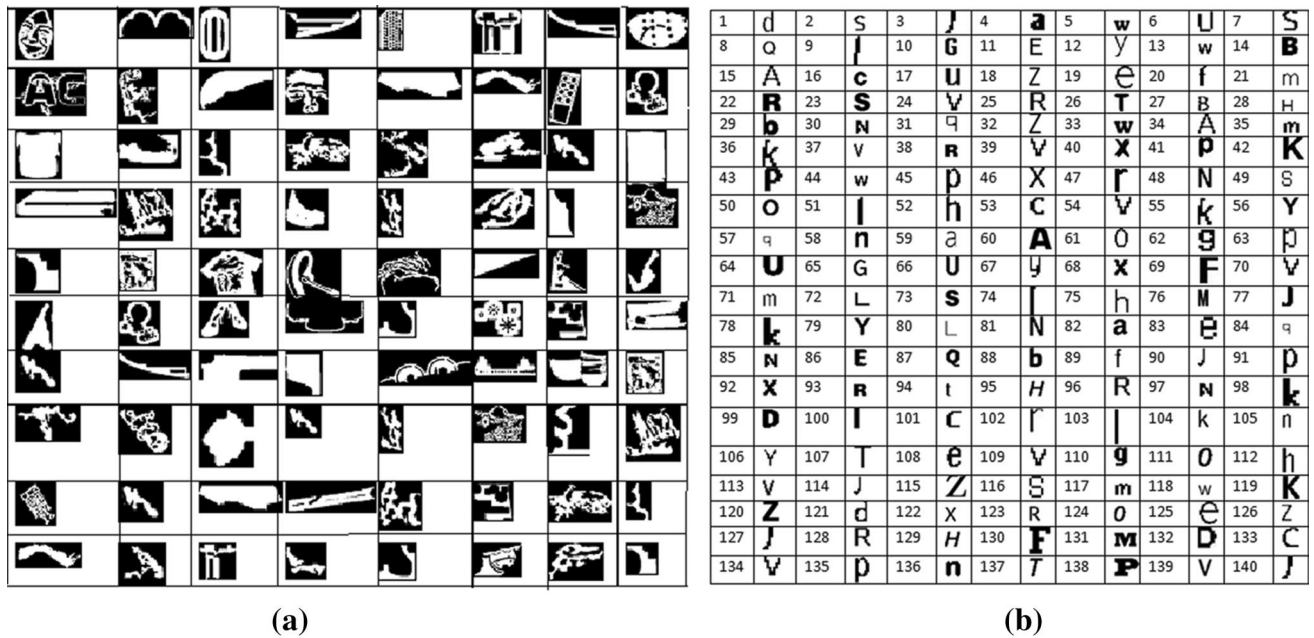 1 d 2 S 3 J 4 a 5 w 6 U 7 S
8 Q 9 l 10 G 11 E 12 y 13 w 14 B
15 A 16 c 17 u 18 Z 19 e 20 f 21 m
22 R 23 S 24 V 25 R 26 T 27 B 28 H
29 b 30 N 31 q 32 Z 33 w 34 A 35 m
36 k 37 V 38 R 39 V 40 X 41 p 42 K
43 P 44 w 45 p 46 X 47 r 48 N 49 S
50 O 51 l 52 h 53 C 54 V 55 k 56 Y
57 q 58 n 59 a 60 A 61 O 62 g 63 p
64 U 65 G 66 U 67 y 68 X 69 F 70 V
71 m 72 L 73 S 74 75 h 76 M 77 J
78 k 79 Y 80 L 81 N 82 a 83 e 84 q
85 N 86 E 87 Q 88 b 89 f 90 J 91 p
92 X 93 R 94 t 95 H 96 R 97 N 98 k
99 D 100 I 101 C 102 r 103 l 104 k 105 n
106 Y 107 T 108 e 109 V 110 g 111 O 112 h
113 V 114 J 115 Z 116 S 117 m 118 w 119 K
120 Z 121 d 122 X 123 R 124 O 125 e 126 Z
127 J 128 R 129 H 130 F 131 M 132 D 133 C
134 V 135 p 136 n 137 T 138 P 139 V 140 J
(a) (b)